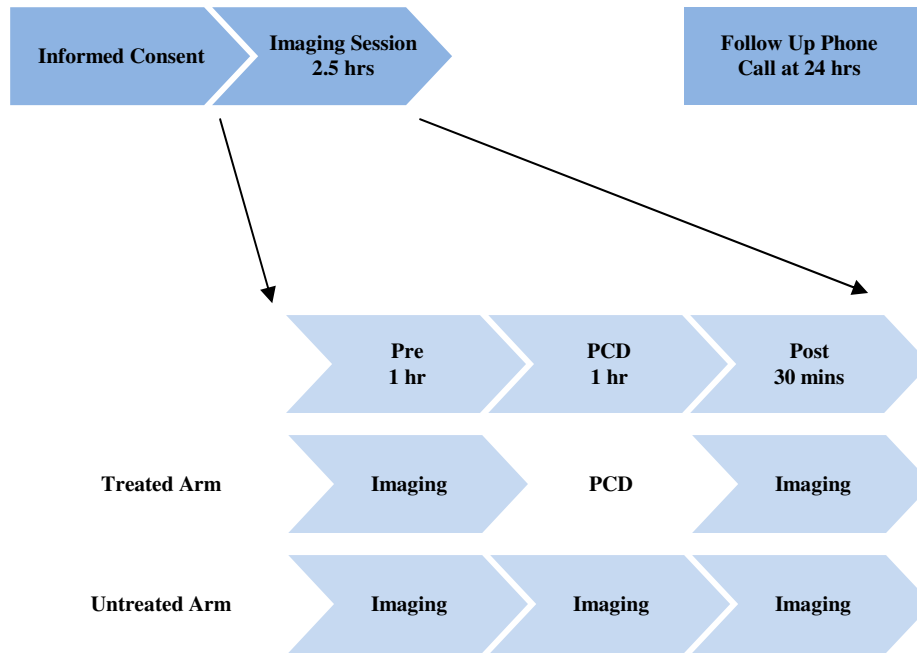 Informed Consent
Imaging Session
2.5 hrs
Follow Up Phone
Call at 24 hrs
Pre
1 hr
PCD
1 hr
Post
30 mins
Treated Arm
Imaging
PCD
Imaging
Untreated Arm
Imaging
Imaging
Imaging